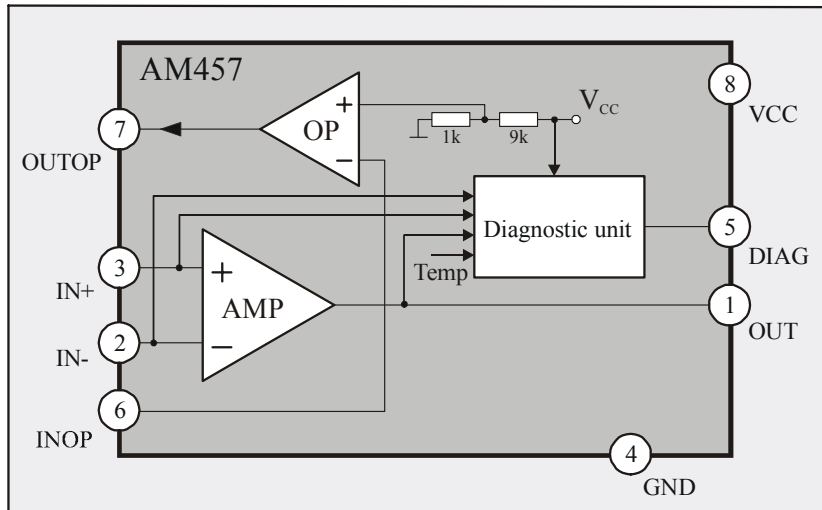 AM457
8
VCC
7
OUTOP
+
OP
−
1k
9k
VCC
Diagnostic unit
5
DIAG
3
IN+
+
Temp
AMP
1
OUT
2
IN-
−
6
INOP
4
GND